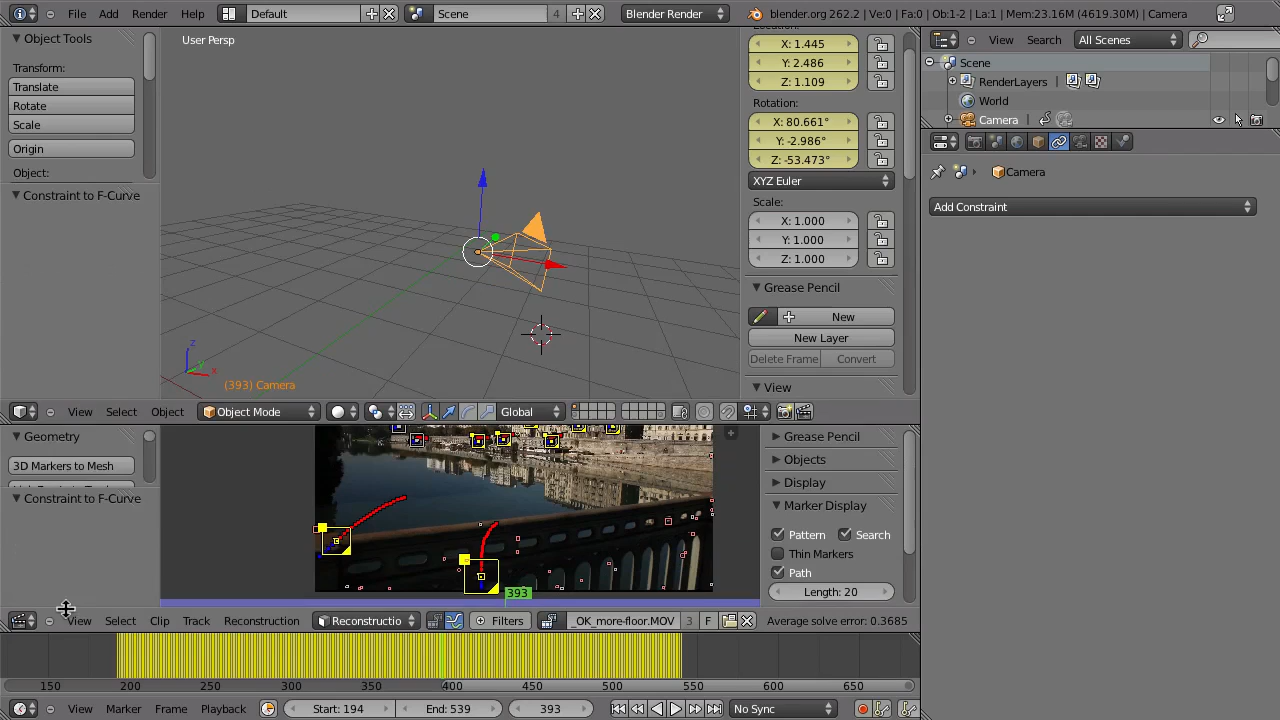 File Add Render Help Default Scene 4 Blender Render blender.org 262.2 | Ve:0 | Fa:0 | Ob:1-2 | La:1 | Mem:23.16M (4619.30M) | Camera
Object Tools
Transform:
Translate
Rotate
Scale
Origin
Object:
Constraint to F-Curve
User Persp
z
y
x
(393) Camera
Location:
X: 1.445
Y: 2.486
Z: 1.109
Rotation:
X: 80.661°
Y: -2.986°
Z: -53.473°
XYZ Euler
Scale:
X: 1.000
Y: 1.000
Z: 1.000
Grease Pencil
New
New Layer
Delete Frame Convert
View
View Search All Scenes
Scene
RenderLayers |
World
Camera |
Camera
Add Constraint
View Select Object Object Mode Global
Geometry
3D Markers to Mesh
Constraint to F-Curve
393
Grease Pencil
Objects
Display
Marker Display
Pattern Search
Thin Markers
Path
Length: 20
View Select Clip Track Reconstruction Reconstructio Filters _OK_more-floor.MOV 3 F Average solve error: 0.3685
150 200 250 300 350 400 450 500 550 600 650
View Marker Frame Playback Start: 194 End: 539 393 No Sync